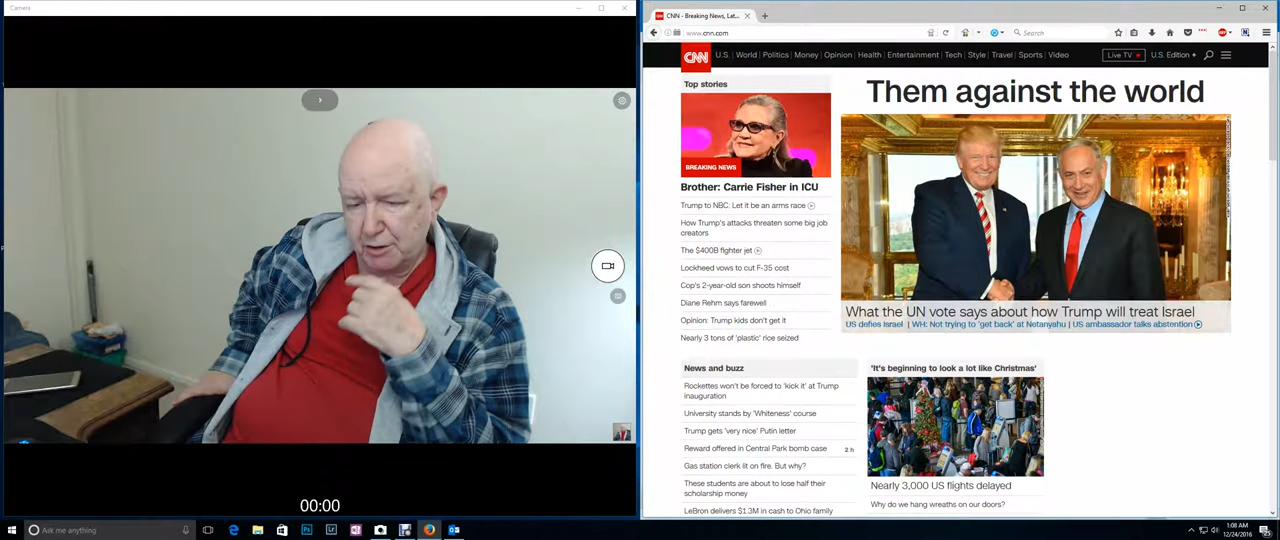 Camera
00:00
CNN - Breaking News, Lat...
www.cnn.com
Search
CNN
U.S.
World
Politics
Money
Opinion
Health
Entertainment
Tech
Style
Travel
Sports
Video
Live TV
U.S. Edition
Top stories
BREAKING NEWS
Brother: Carrie Fisher in ICU
Trump to NBC: Let it be an arms race
How Trump's attacks threaten some big job
creators
The $400B fighter jet
Lockheed vows to cut F-35 cost
Cop's 2-year-old son shoots himself
Diane Rehm says farewell
Opinion: Trump kids don't get it
Nearly 3 tons of 'plastic' rice seized
Them against the world
What the UN vote says about how Trump will treat Israel
US defies Israel | WH: Not trying to 'get back' at Netanyahu | US ambassador talks abstention
News and buzz
Rockettes won't be forced to 'kick it' at Trump
inauguration
University stands by 'Whiteness' course
Trump gets 'very nice' Putin letter
Reward offered in Central Park bomb case
2 h
Gas station clerk lit on fire. But why?
These students are about to lose half their
scholarship money
LeBron delivers $1.3M in cash to Ohio family
'It's beginning to look a lot like Christmas'
Nearly 3,000 US flights delayed
Why do we hang wreaths on our doors?
Ask me anything
1:08 AM
12/24/2016